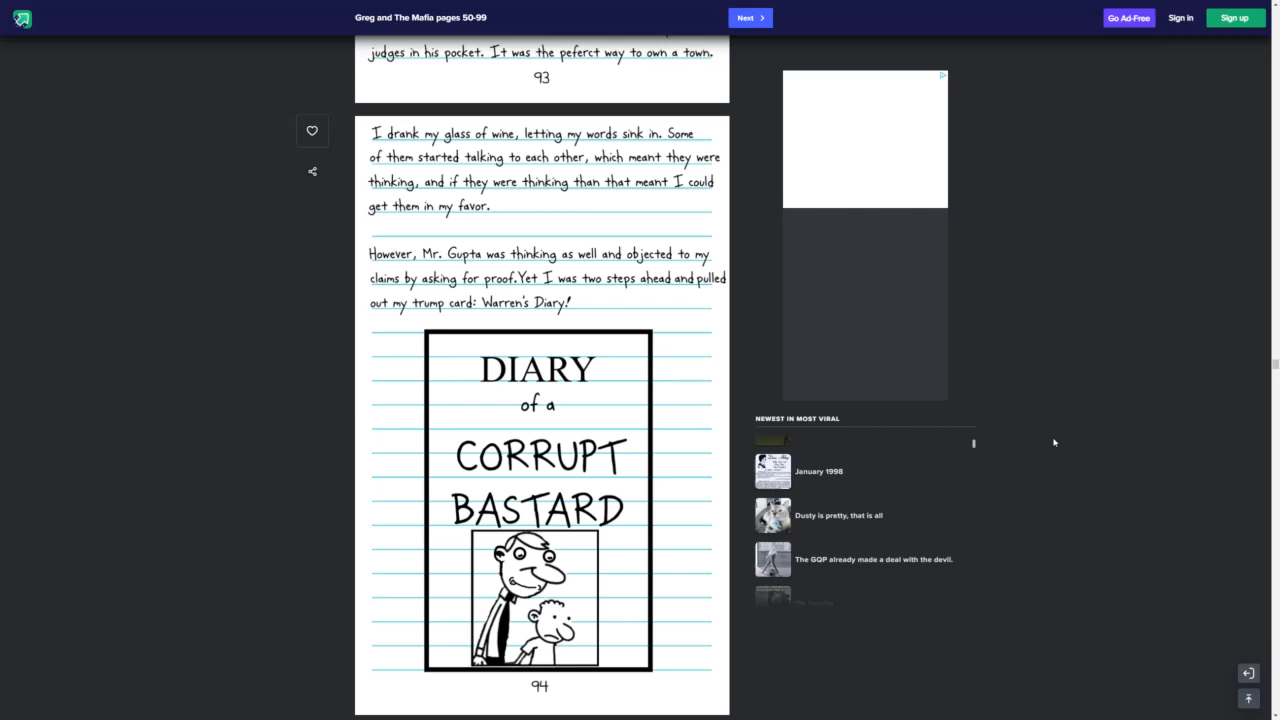 Greg and The Mafia pages 50-99
Next
Go Ad-Free
Sign in
Sign up
judges in his pocket. It was the peferct way to own a town.
93
I drank my glass of wine, letting my words sink in. Some
of them started talking to each other, which meant they were
thinking, and if they were thinking than that meant I could
get them in my favor.
However, Mr. Gupta was thinking as well and objected to my
claims by asking for proof.Yet I was two steps ahead and pulled
out my trump card: Warren's Diary!
DIARY
of a
CORRUPT
BASTARD
94
NEWEST IN MOST VIRAL
January 1998
Dusty is pretty, that is all
The GQP already made a deal with the devil.